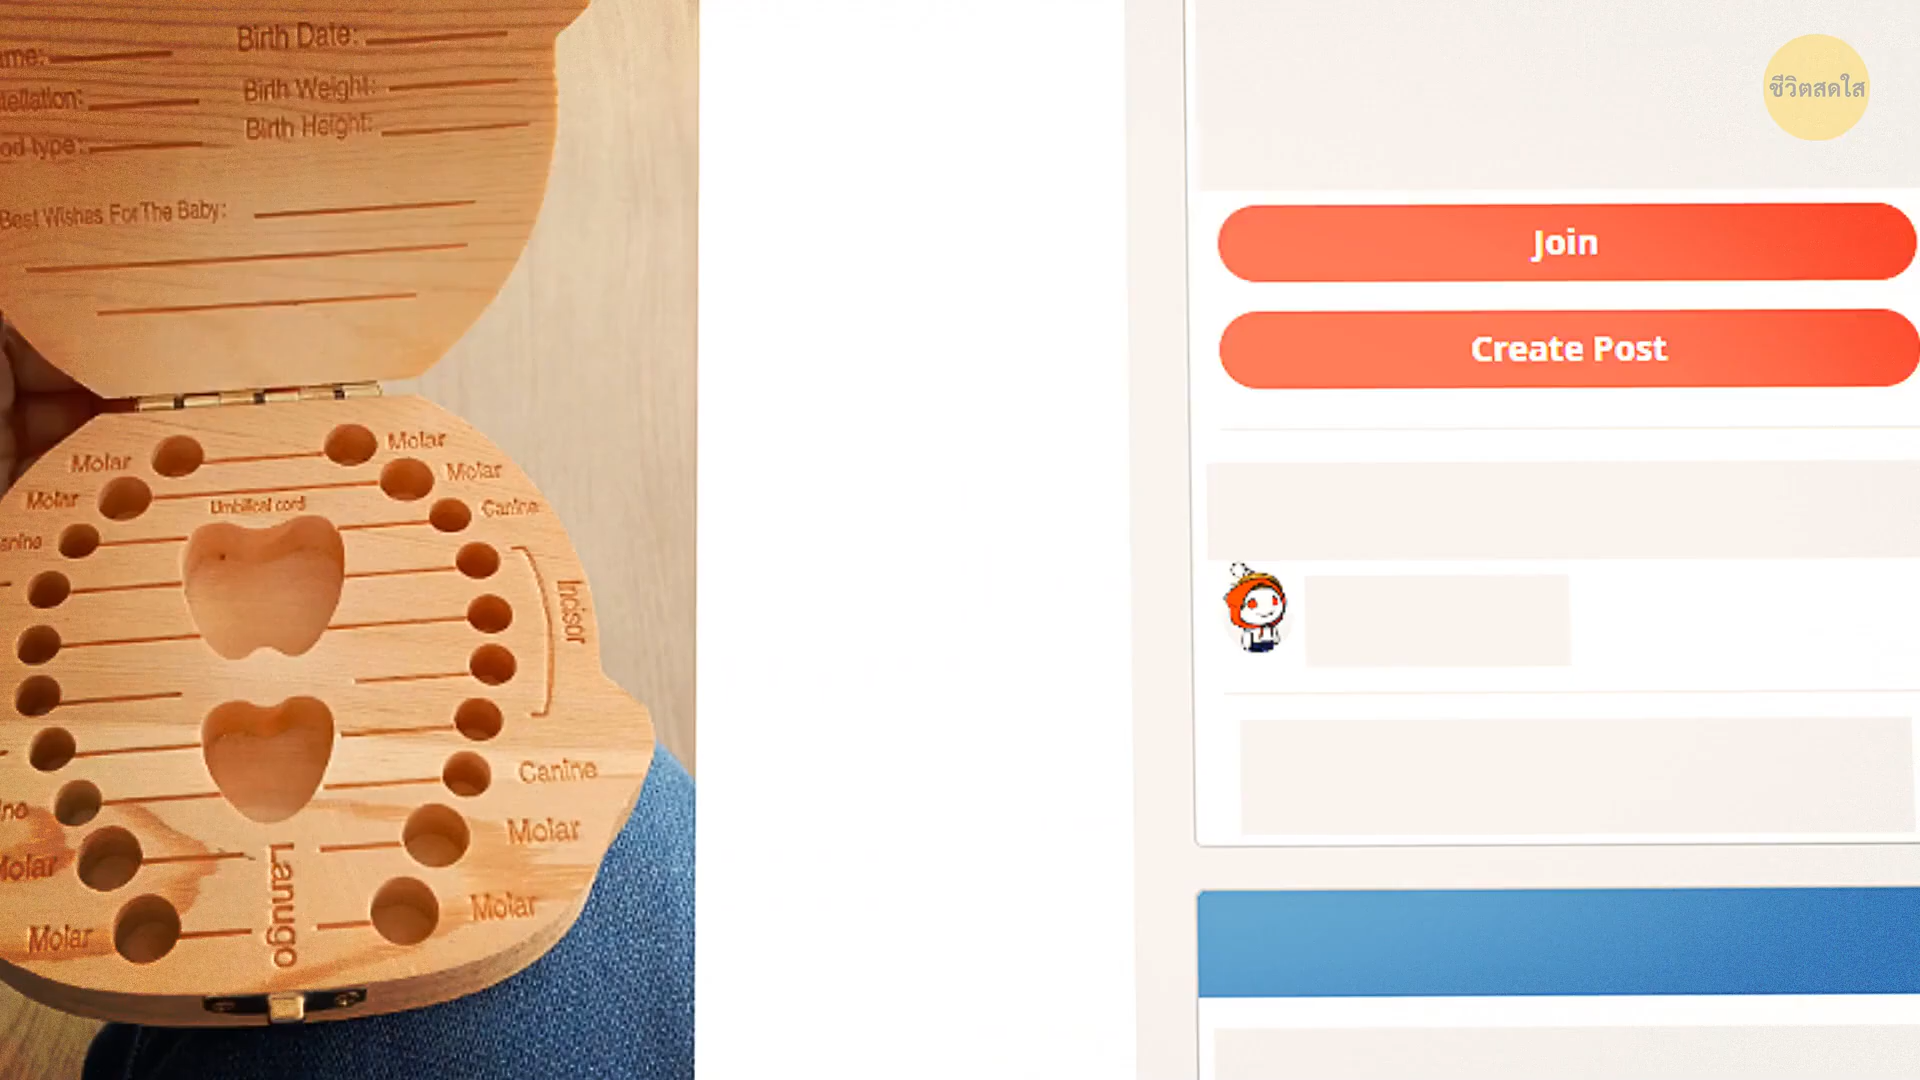 Birth Date:
Birth Weight:
Birth Height:
Best Wishes For The Baby:
Molar
Molar
Molar
Molar
Umbilical cord
Canine
Incisor
Canine
Molar
Molar
Molar
Lanugo
ชีวิตสดใส
Join
Create Post